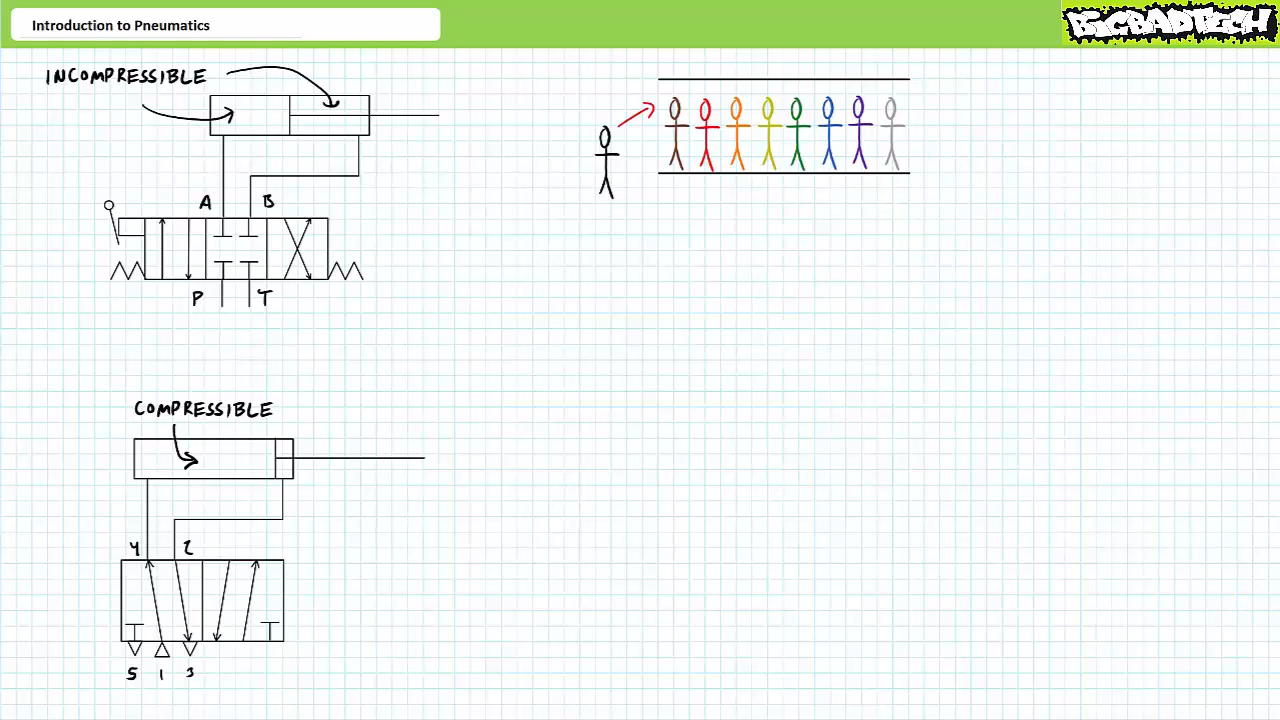 Introduction to Pneumatics
BIGBADTECH
INCOMPRESSIBLE
A B
P T
COMPRESSIBLE
4 2
5 1 3